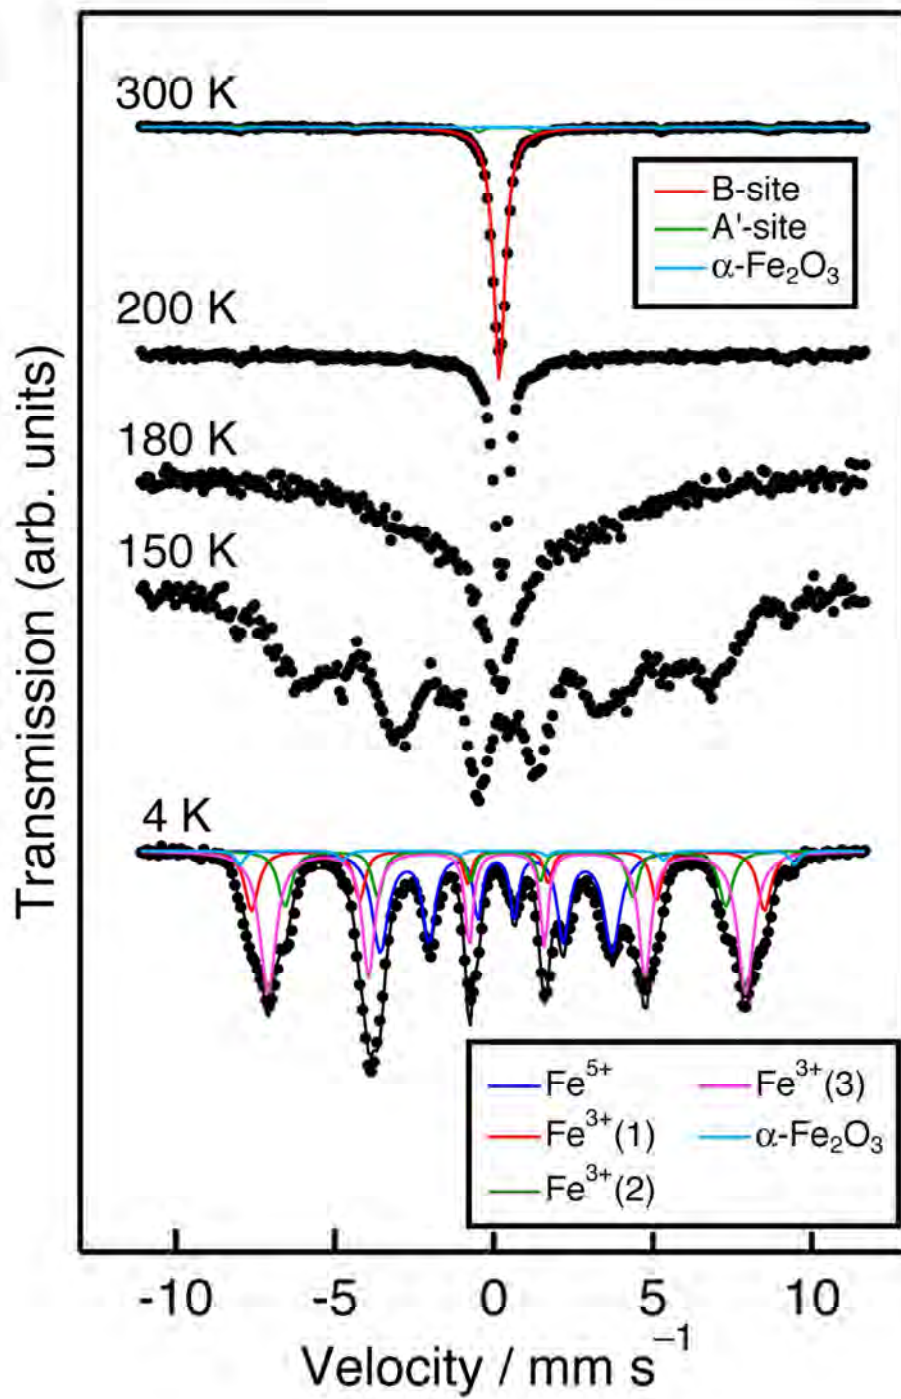 300 K
B-site
A'-site
α-Fe₂O₃
200 K
180 K
150 K
4 K
Fe⁵⁺
Fe³⁺(3)
Fe³⁺(1)
α-Fe₂O₃
Fe³⁺(2)
-10 -5 0 5 10
Velocity / mm s⁻¹
Transmission (arb. units)